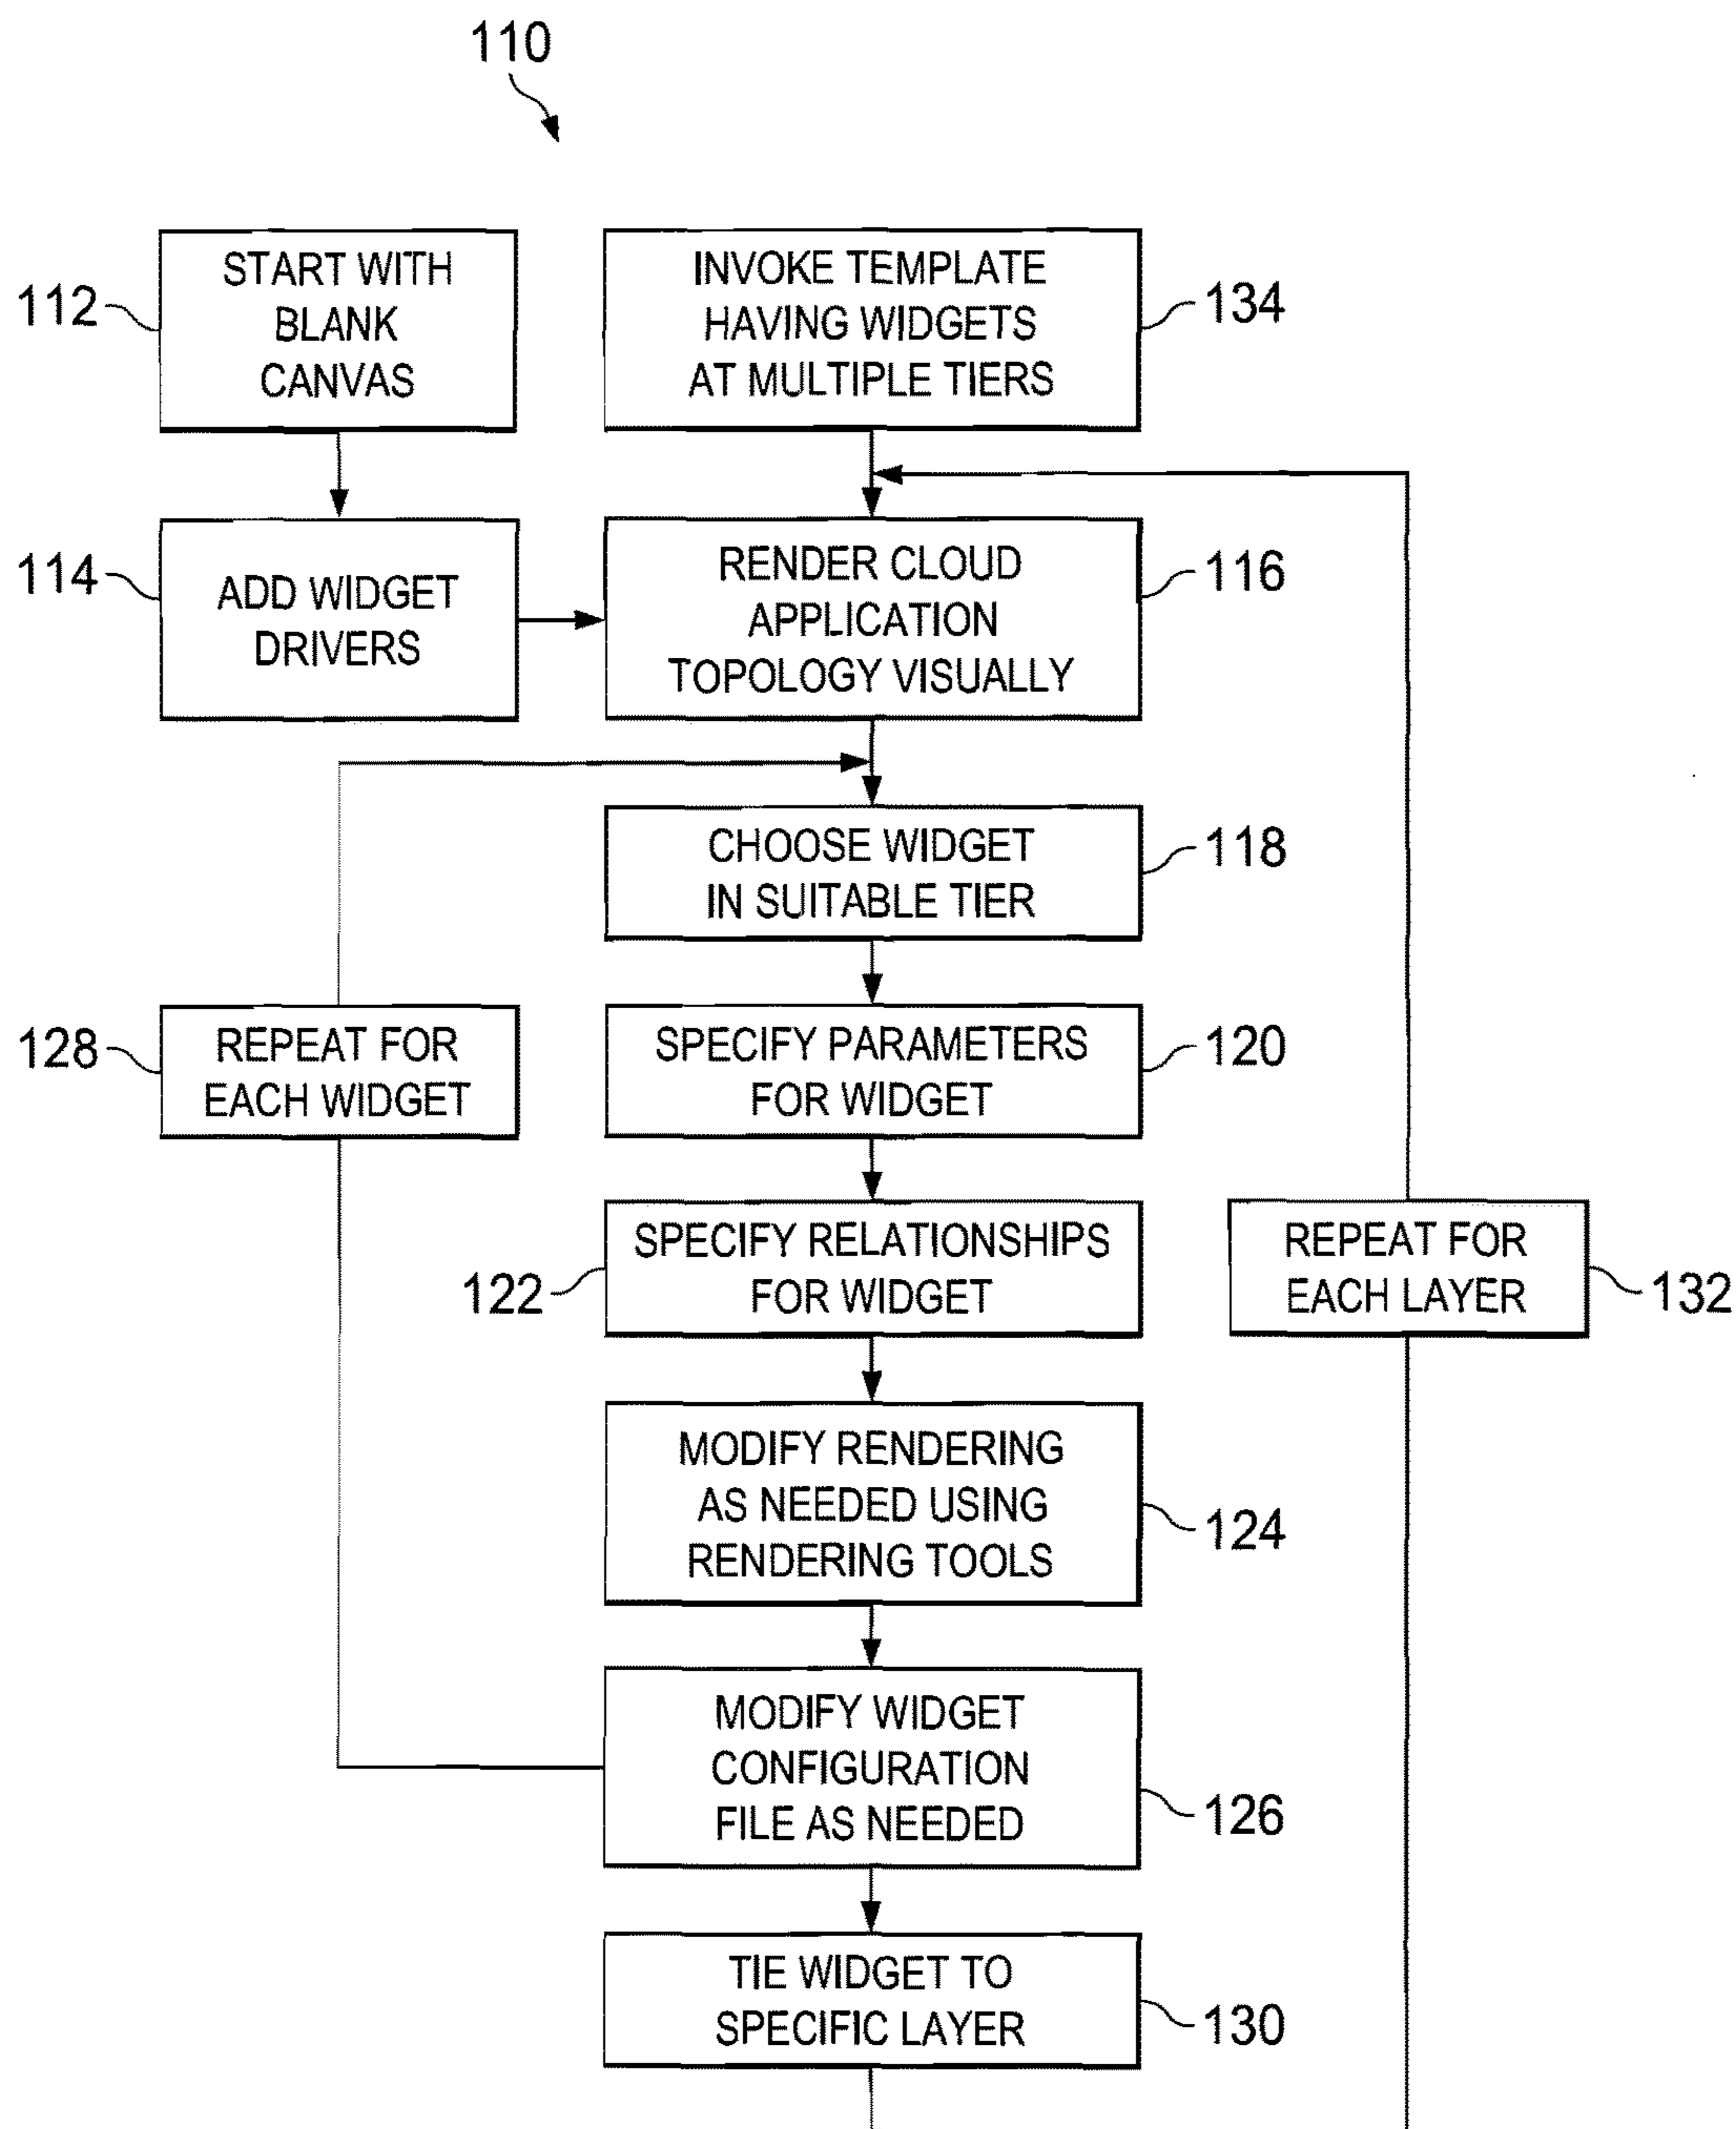 110
112
START WITH
BLANK
CANVAS
INVOKE TEMPLATE
HAVING WIDGETS
AT MULTIPLE TIERS
134
114
ADD WIDGET
DRIVERS
RENDER CLOUD
APPLICATION
TOPOLOGY VISUALLY
116
CHOOSE WIDGET
IN SUITABLE TIER
118
128
REPEAT FOR
EACH WIDGET
SPECIFY PARAMETERS
FOR WIDGET
120
122
SPECIFY RELATIONSHIPS
FOR WIDGET
REPEAT FOR
EACH LAYER
132
MODIFY RENDERING
AS NEEDED USING
RENDERING TOOLS
124
MODIFY WIDGET
CONFIGURATION
FILE AS NEEDED
126
TIE WIDGET TO
SPECIFIC LAYER
130